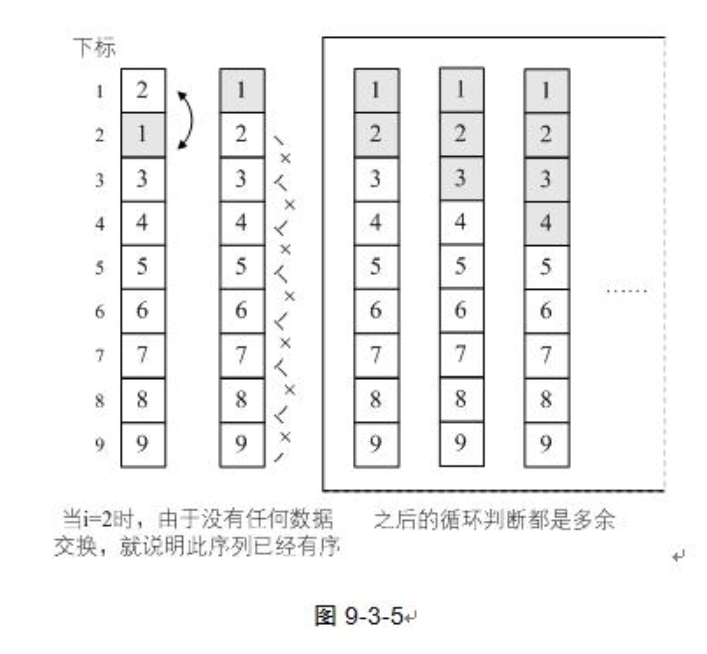 下标
1 2 1 1 1 1
2 1 2 2 2 2
3 3 3 3 3 3
4 4 4 4 4 4
5 5 5 5 5 5
6 6 6 6 6 6
7 7 7 7 7 7
8 8 8 8 8 8
9 9 9 9 9 9
......
当i=2时，由于没有任何数据
交换，就说明此序列已经有序
之后的循环判断都是多余
图 9-3-5